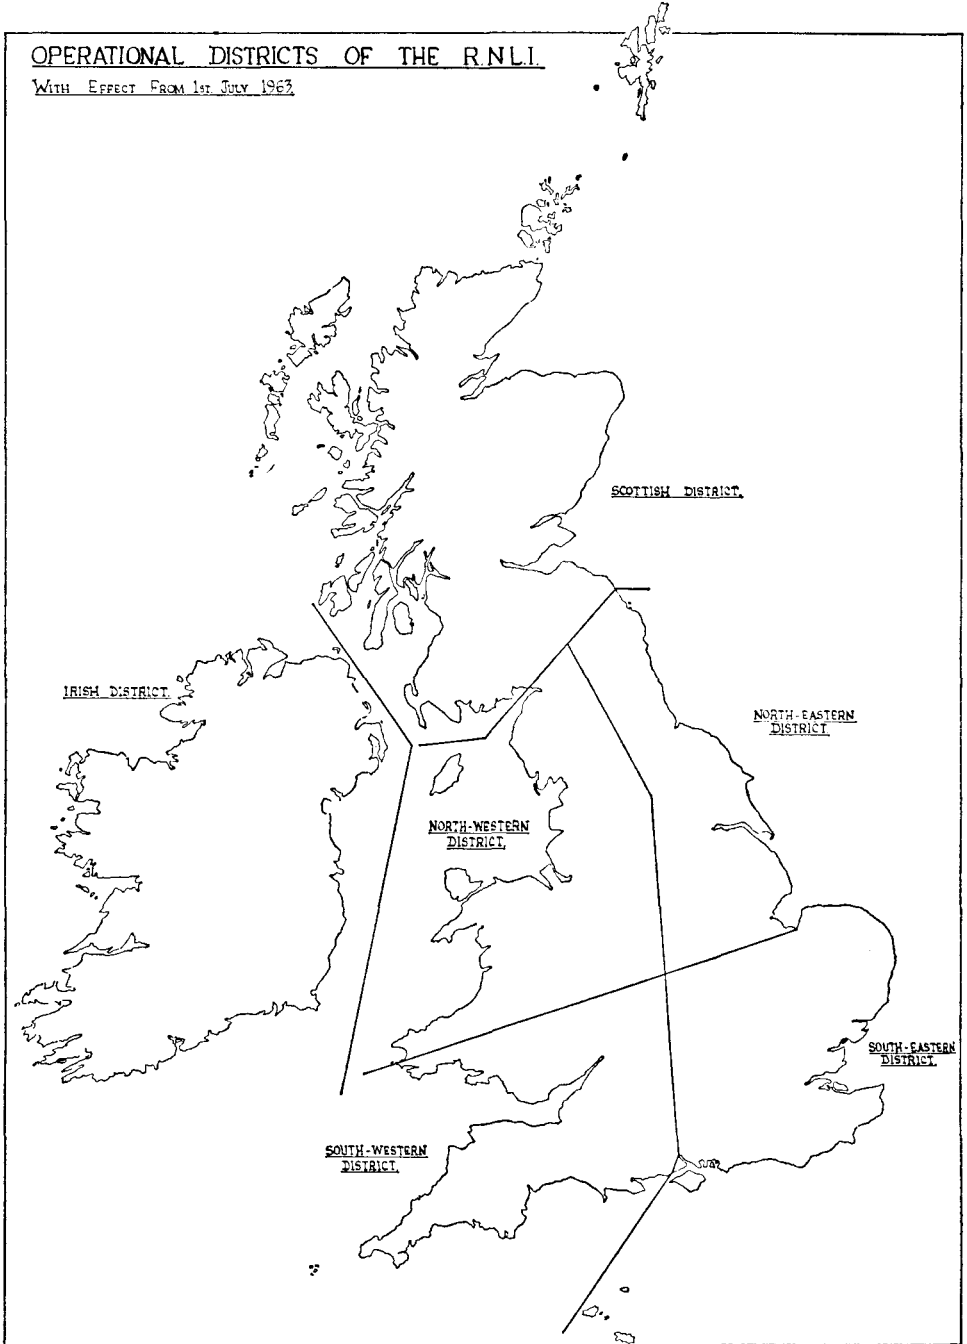 OPERATIONAL DISTRICTS OF THE R.N.L.I.
WITH EFFECT FROM 1ST. JULY 1963.
SCOTTISH DISTRICT.
IRISH DISTRICT.
NORTH-EASTERN
DISTRICT
NORTH-WESTERN
DISTRICT.
SOUTH-EASTERN
DISTRICT.
SOUTH-WESTERN
DISTRICT.